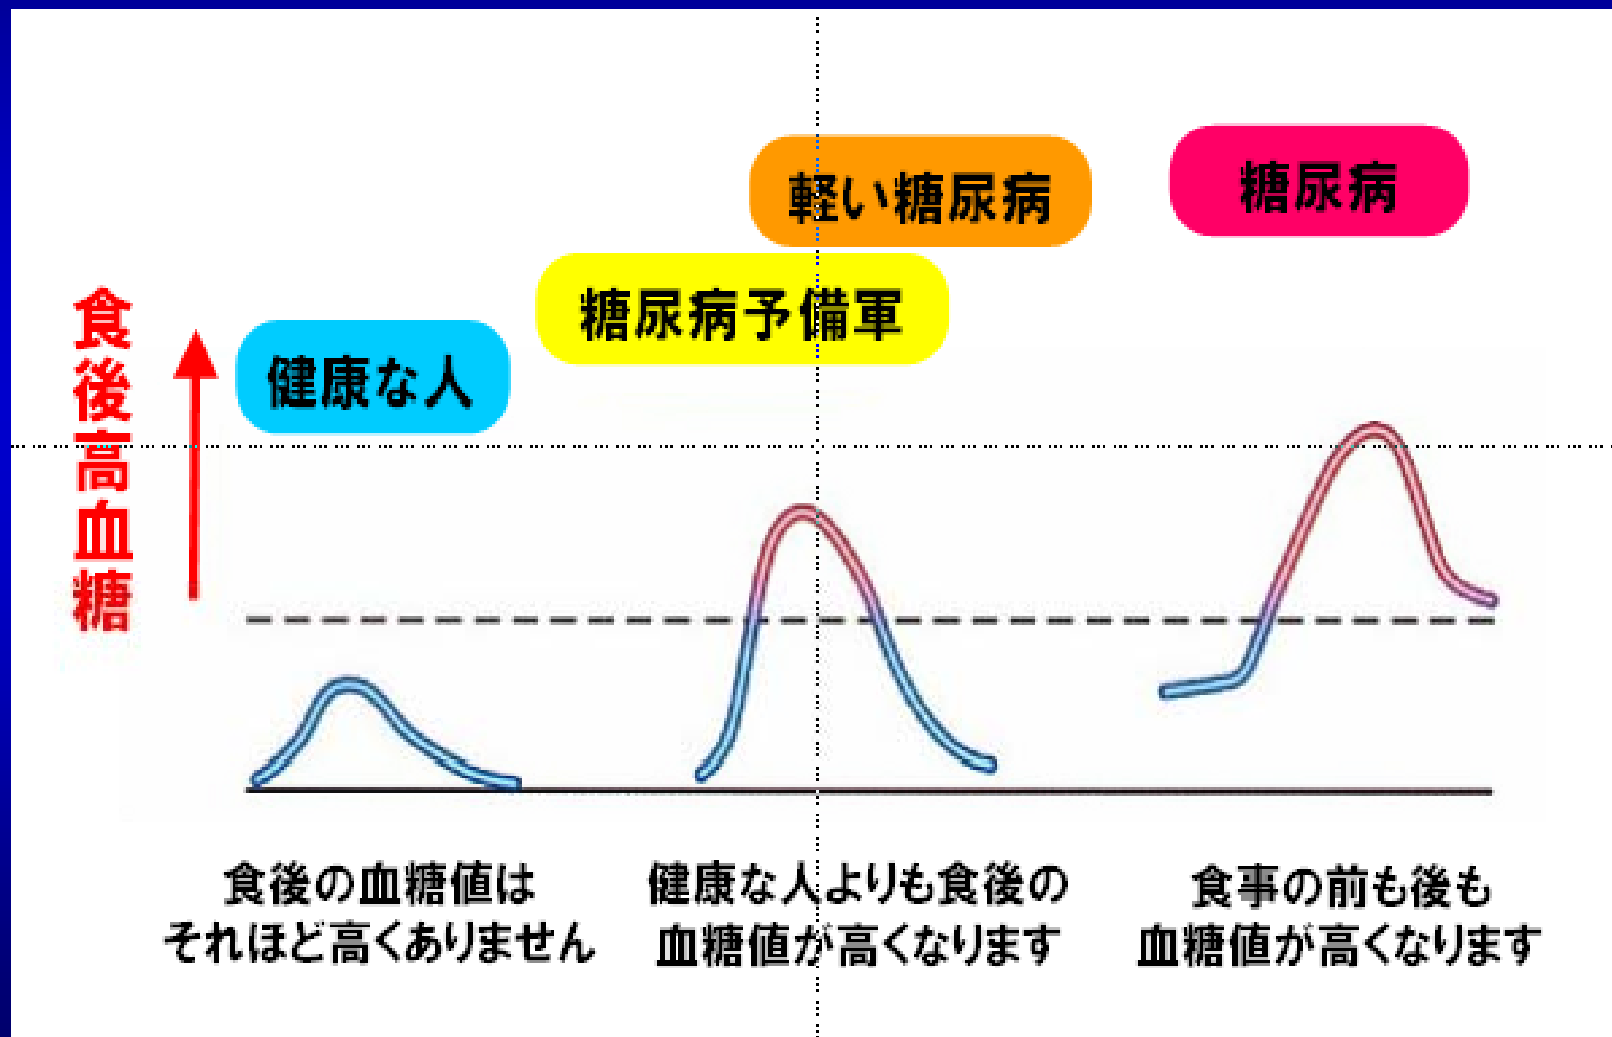 軽い糖尿病
糖尿病
糖尿病予備軍
健康な人
食後高血糖
食後の血糖値は
それほど高くありません
健康な人よりも食後の
血糖値が高くなります
食事の前も後も
血糖値が高くなります